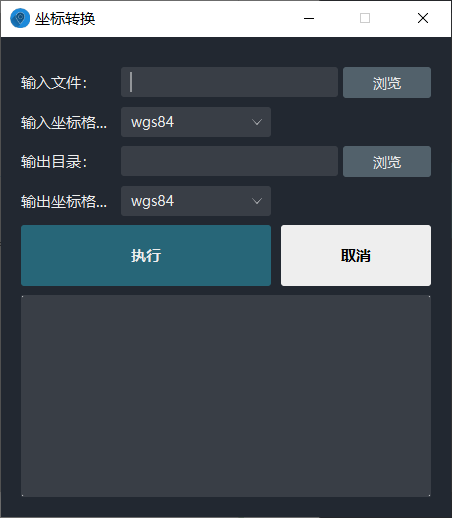 坐标转换
输入文件：
浏览
输入坐标格...
wgs84
输出目录：
浏览
输出坐标格...
wgs84
执行
取消